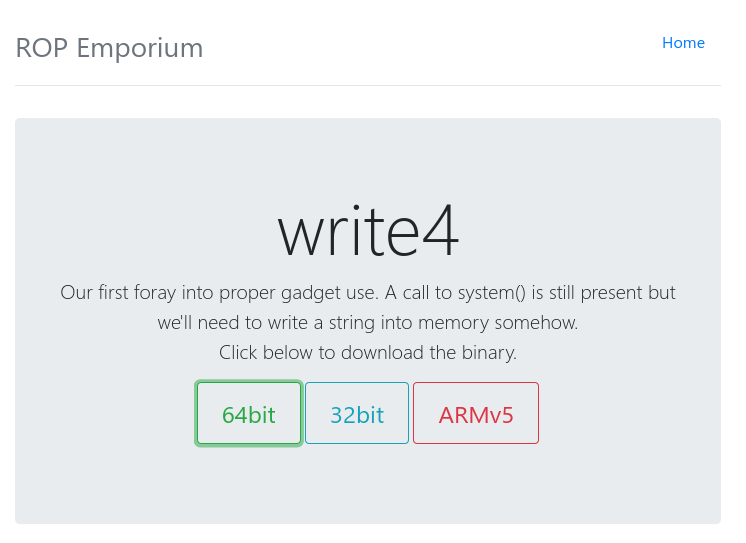 ROP Emporium
Home
write4
Our first foray into proper gadget use. A call to system() is still present but
we'll need to write a string into memory somehow.
Click below to download the binary.
64bit
32bit
ARMv5